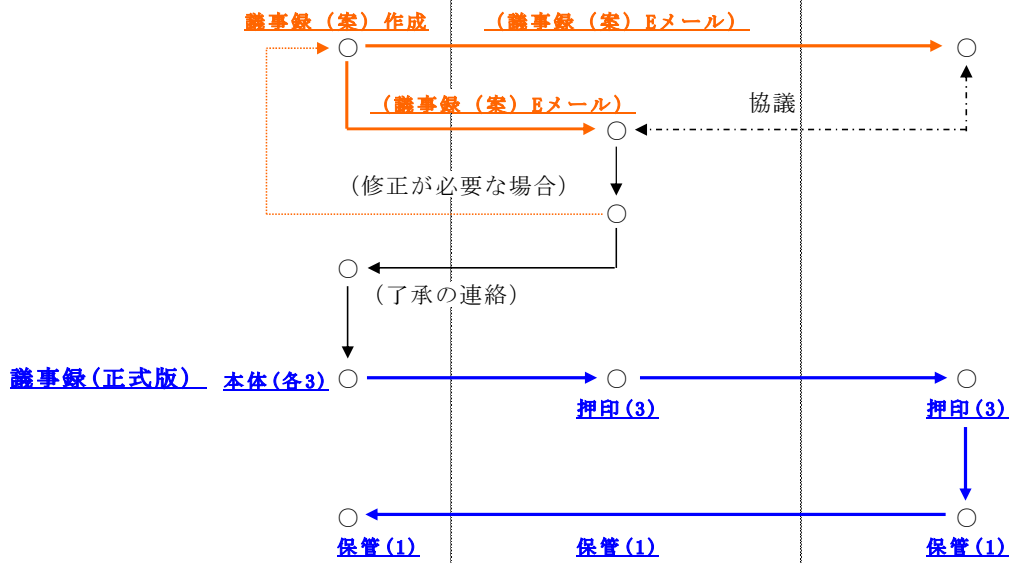 議事録（案）作成
（議事録（案）Eメール）
（議事録（案）Eメール）
協議
（修正が必要な場合）
（了承の連絡）
議事録(正式版)
本体(各3)
押印(3)
押印(3)
保管(1)
保管(1)
保管(1)